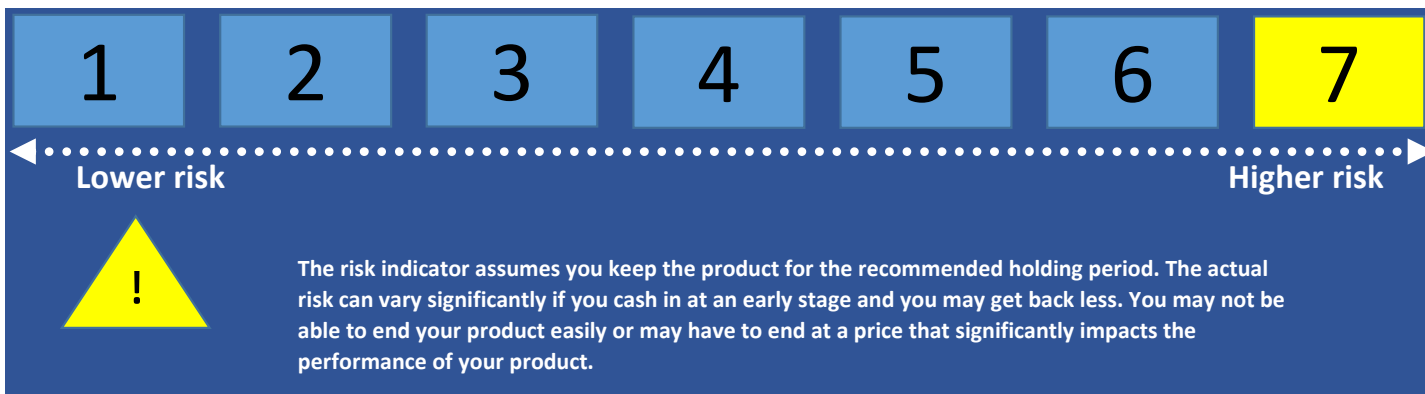 1 2 3 4 5 6 7
Lower risk Higher risk
!
The risk indicator assumes you keep the product for the recommended holding period. The actual
risk can vary significantly if you cash in at an early stage and you may get back less. You may not be
able to end your product easily or may have to end at a price that significantly impacts the
performance of your product.